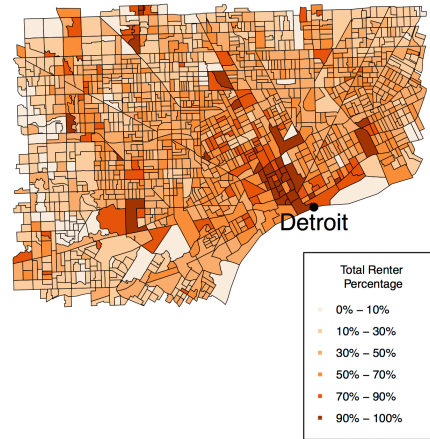 Detroit
Total Renter
Percentage
0% – 10%
10% – 30%
30% – 50%
50% – 70%
70% – 90%
90% – 100%